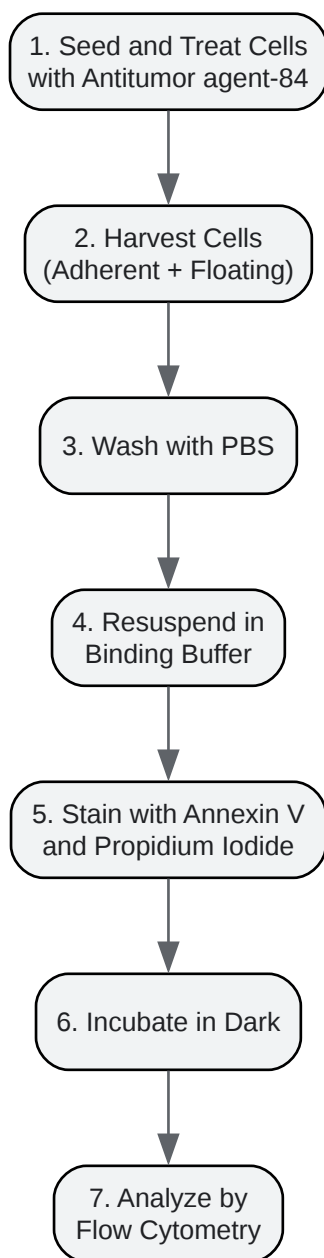 1. Seed and Treat Cells
with Antitumor agent-84
2. Harvest Cells
(Adherent + Floating)
3. Wash with PBS
4. Resuspend in
Binding Buffer
5. Stain with Annexin V
and Propidium Iodide
6. Incubate in Dark
7. Analyze by
Flow Cytometry